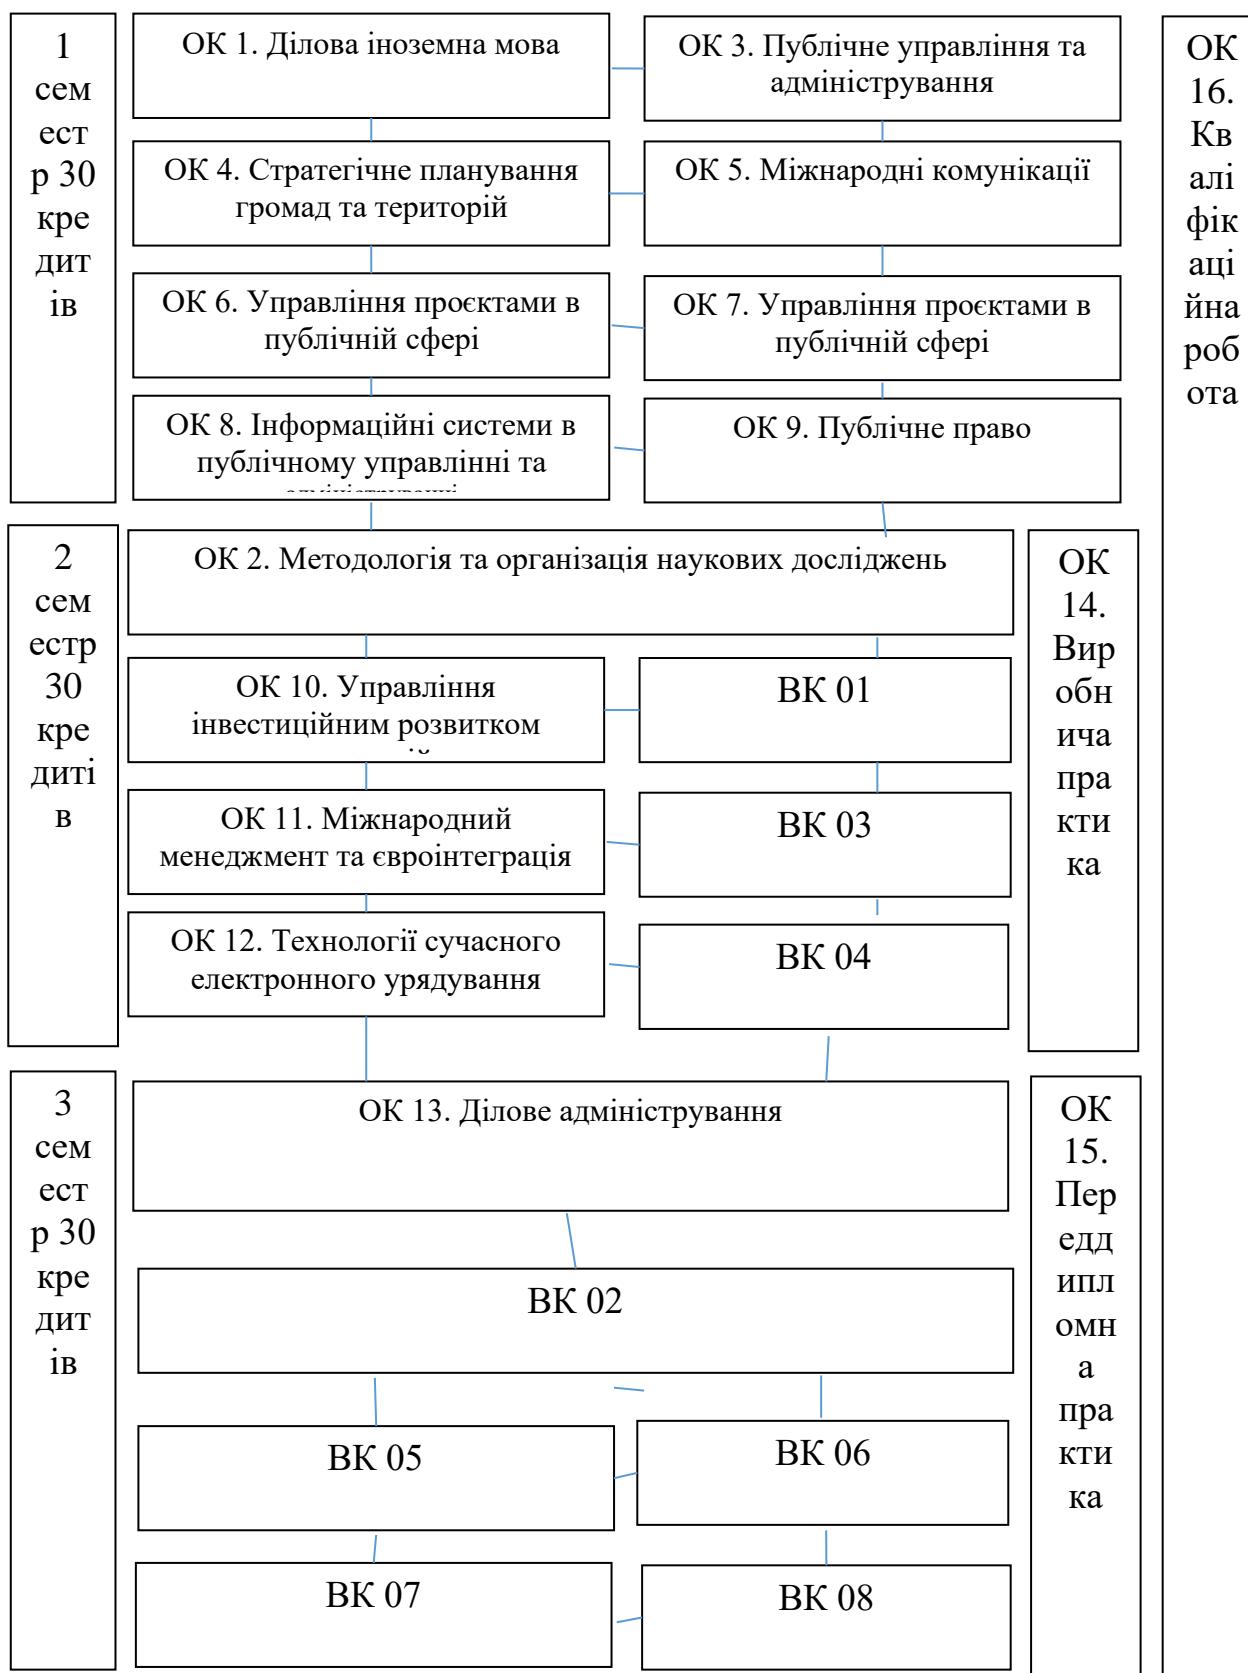 1
сем
ест
р 30
кре
дит
ів
ОК 1. Ділова іноземна мова
ОК 3. Публічне управління та
адміністрування
ОК 4. Стратегічне планування
громад та територій
ОК 5. Міжнародні комунікації
ОК 6. Управління проєктами в
публічній сфері
ОК 7. Управління проєктами в
публічній сфері
ОК 8. Інформаційні системи в
публічному управлінні та
ОК 9. Публічне право
ОК
16.
Кв
алі
фік
аці
йна
роб
ота
2
сем
естр
30
кре
диті
в
ОК 2. Методологія та організація наукових досліджень
ОК 10. Управління
інвестиційним розвитком
ВК 01
ОК 11. Міжнародний
менеджмент та євроінтеграція
ВК 03
ОК 12. Технології сучасного
електронного урядування
ВК 04
ОК
14.
Вир
обн
ича
пра
кти
ка
3
сем
ест
р 30
кре
дит
ів
ОК 13. Ділове адміністрування
ВК 02
ВК 05
ВК 06
ВК 07
ВК 08
ОК
15.
Пер
едд
ипл
омн
а
пра
кти
ка